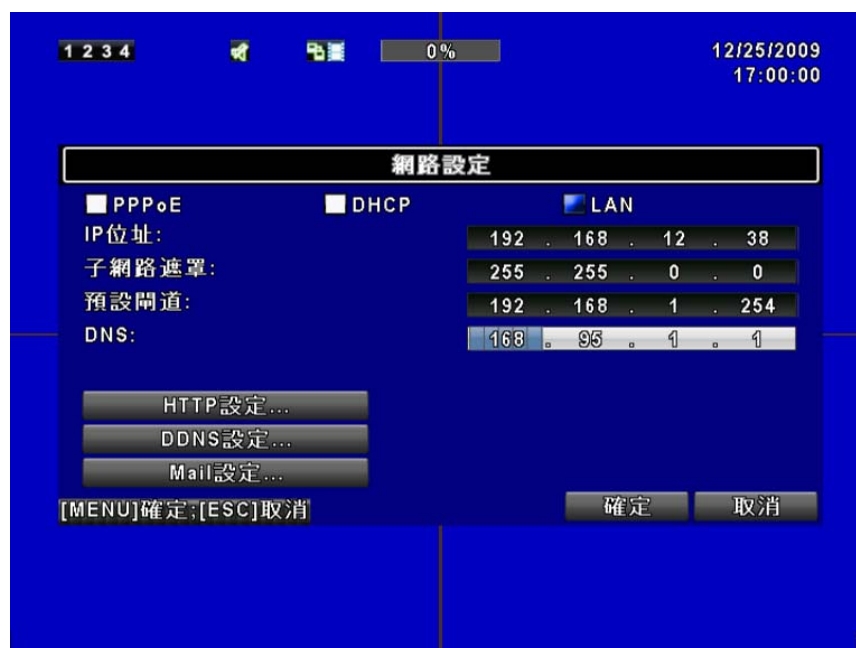 1 2 3 4 0% 12/25/2009
17:00:00
網路設定
PPPoE DHCP LAN
IP位址: 192 . 168 . 12 . 38
子網路遮罩: 255 . 255 . 0 . 0
預設閘道: 192 . 168 . 1 . 254
DNS: 168 . 95 . 1 . 1
HTTP設定...
DDNS設定...
Mail設定...
[MENU]確定;[ESC]取消 確定 取消